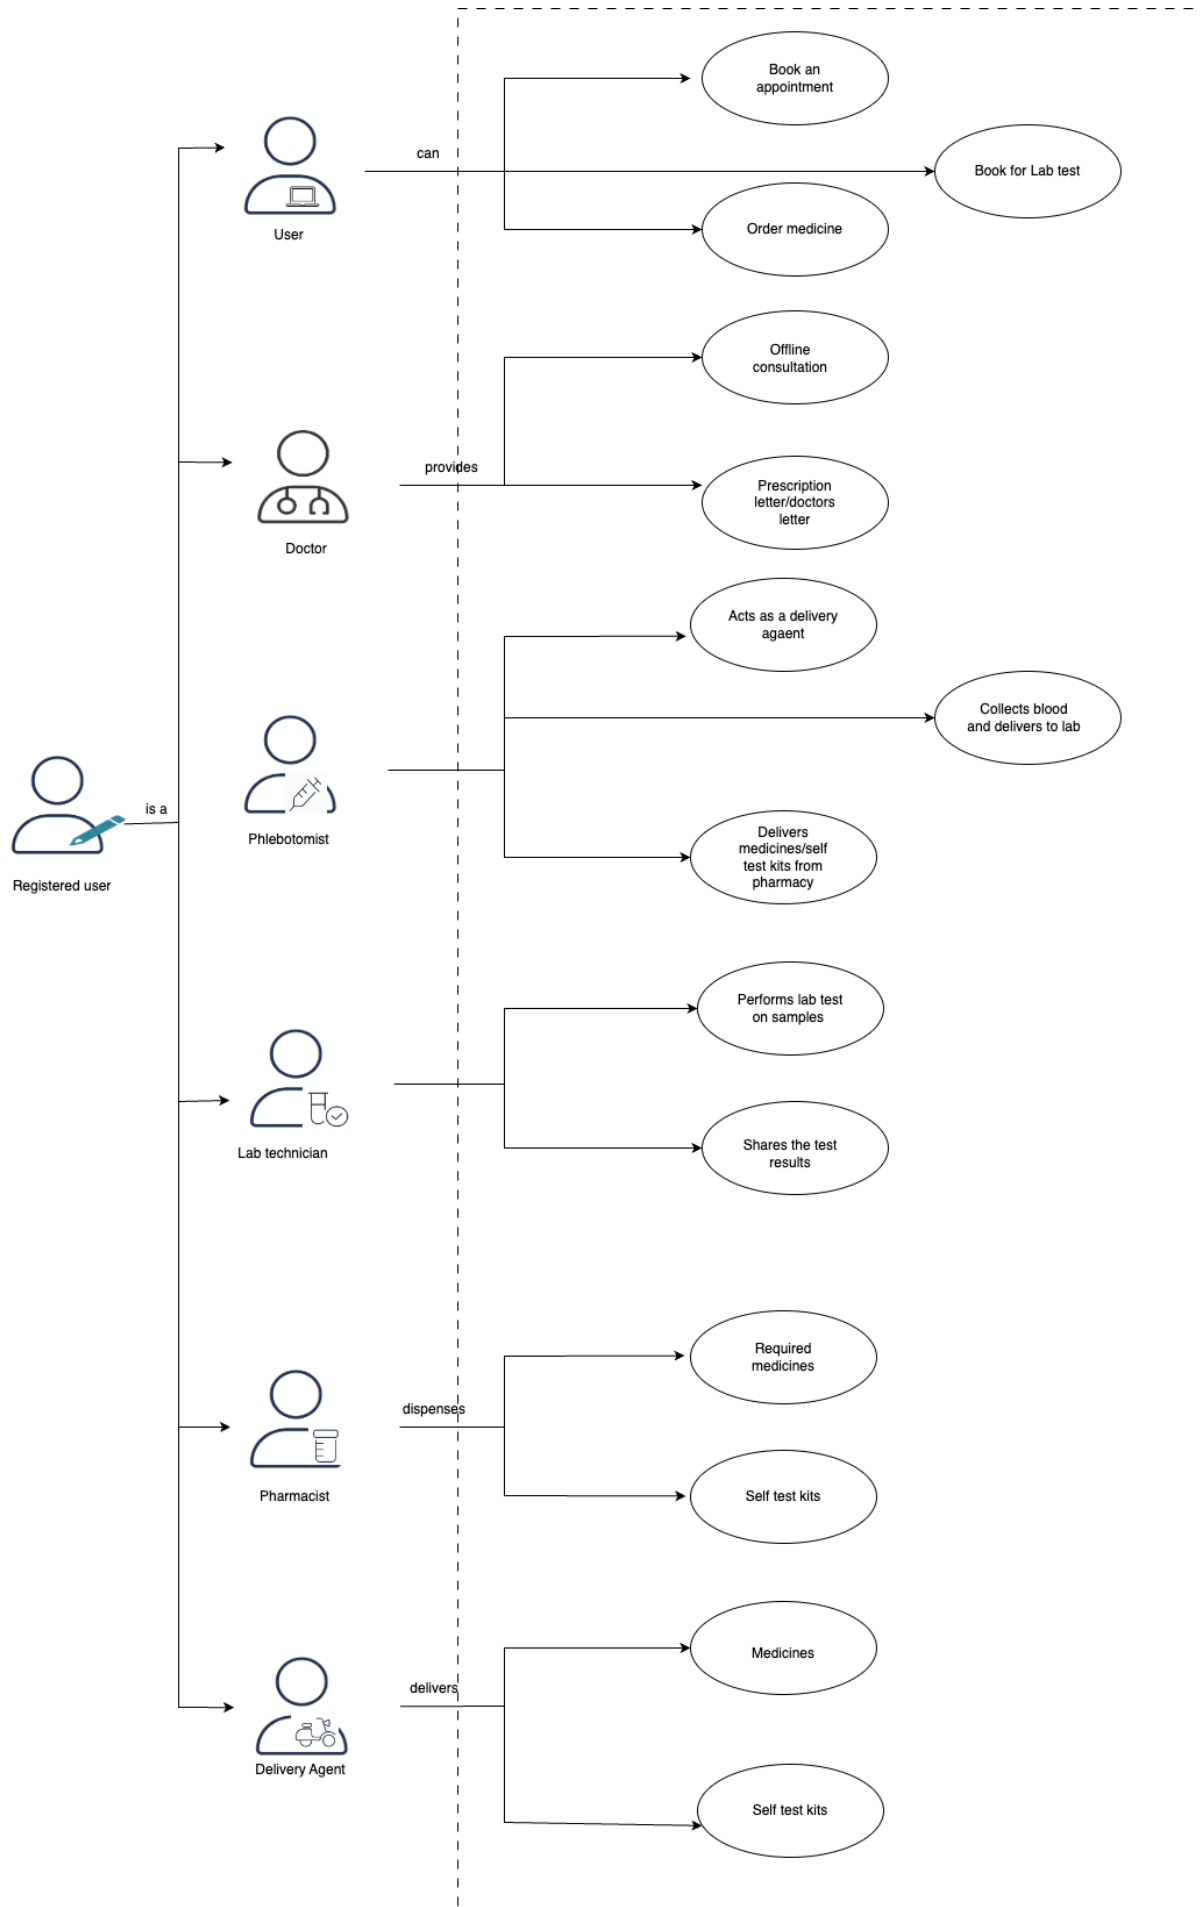 Book an
appointment
can
Book for Lab test
User
Order medicine
Offline
consultation
provides
Prescription
letter/doctors
letter
Doctor
Acts as a delivery
agaent
Collects blood
and delivers to lab
Phlebotomist
is a
Registered user
Delivers
medicines/self
test kits from
pharmacy
Performs lab test
on samples
Lab technician
Shares the test
results
Required
medicines
dispenses
Pharmacist
Self test kits
Medicines
delivers
Delivery Agent
Self test kits